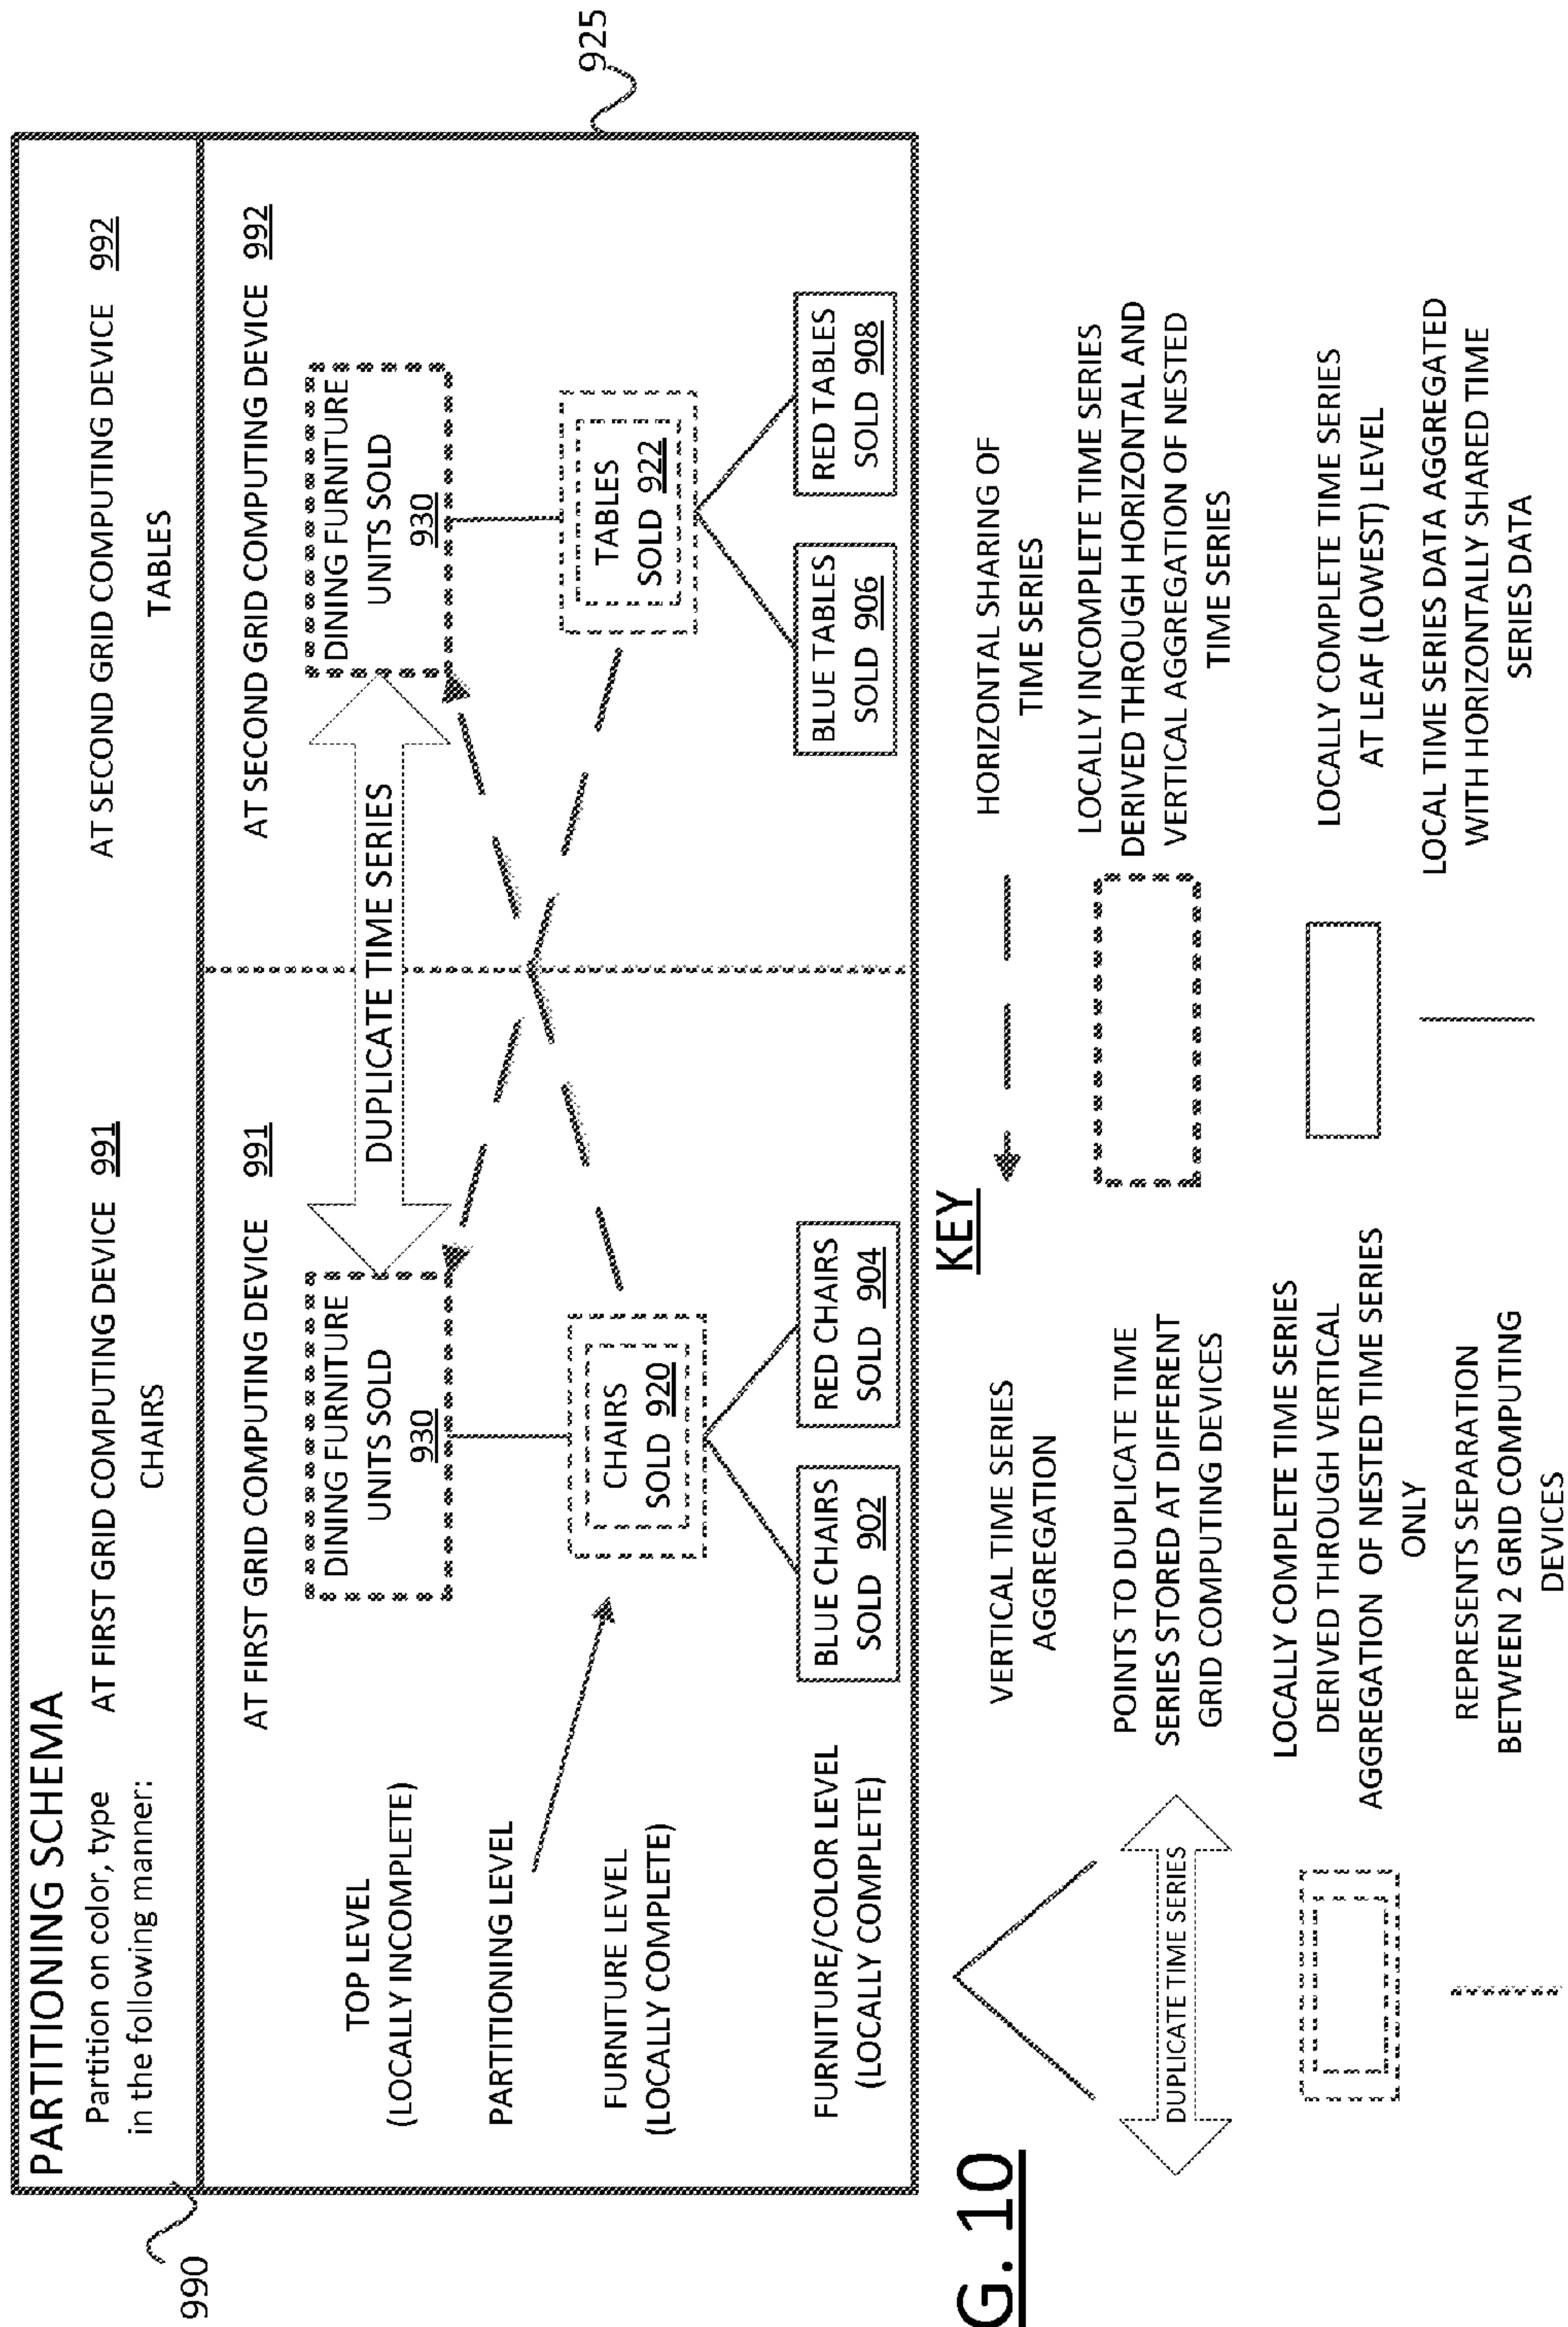 PARTITIONING SCHEMA
Partition on color, type
in the following manner:
AT FIRST GRID COMPUTING DEVICE 991
CHAIRS
AT SECOND GRID COMPUTING DEVICE 992
TABLES
990
AT FIRST GRID COMPUTING DEVICE 991
AT SECOND GRID COMPUTING DEVICE 992
925
TOP LEVEL
(LOCALLY INCOMPLETE)
DINING FURNITURE
UNITS SOLD
930
DUPLICATE TIME SERIES
DINING FURNITURE
UNITS SOLD
930
PARTITIONING LEVEL
FURNITURE LEVEL
(LOCALLY COMPLETE)
CHAIRS
SOLD 920
TABLES
SOLD 922
FURNITURE/COLOR LEVEL
(LOCALLY COMPLETE)
BLUE CHAIRS
SOLD 902
RED CHAIRS
SOLD 904
BLUE TABLES
SOLD 906
RED TABLES
SOLD 908
G. 10
KEY
VERTICAL TIME SERIES
AGGREGATION
HORIZONTAL SHARING OF
TIME SERIES
DUPLICATE TIME SERIES
POINTS TO DUPLICATE TIME
SERIES STORED AT DIFFERENT
GRID COMPUTING DEVICES
LOCALLY INCOMPLETE TIME SERIES
DERIVED THROUGH HORIZONTAL AND
VERTICAL AGGREGATION OF NESTED
TIME SERIES
LOCALLY COMPLETE TIME SERIES
DERIVED THROUGH VERTICAL
AGGREGATION OF NESTED TIME SERIES
ONLY
LOCALLY COMPLETE TIME SERIES
AT LEAF (LOWEST) LEVEL
REPRESENTS SEPARATION
BETWEEN 2 GRID COMPUTING
DEVICES
LOCAL TIME SERIES DATA AGGREGATED
WITH HORIZONTALLY SHARED TIME
SERIES DATA